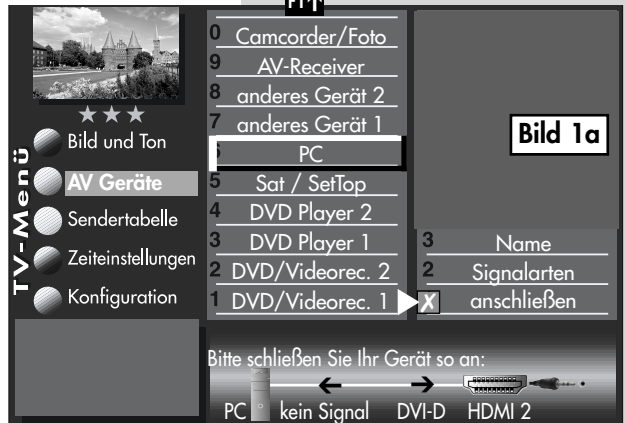 0 Camcorder/Foto
9 AV-Receiver
8 anderes Gerät 2
7 anderes Gerät 1
PC
5 Sat / SetTop
4 DVD Player 2
3 DVD Player 1
2 DVD/Videorec. 2
1 DVD/Videorec. 1
TV-Menü
Bild und Ton
AV Geräte
Sendertabelle
Zeiteinstellungen
Konfiguration
Bild 1a
3 Name
2 Signalarten
X anschließen
Bitte schließen Sie Ihr Gerät so an:
PC kein Signal DVI-D HDMI 2